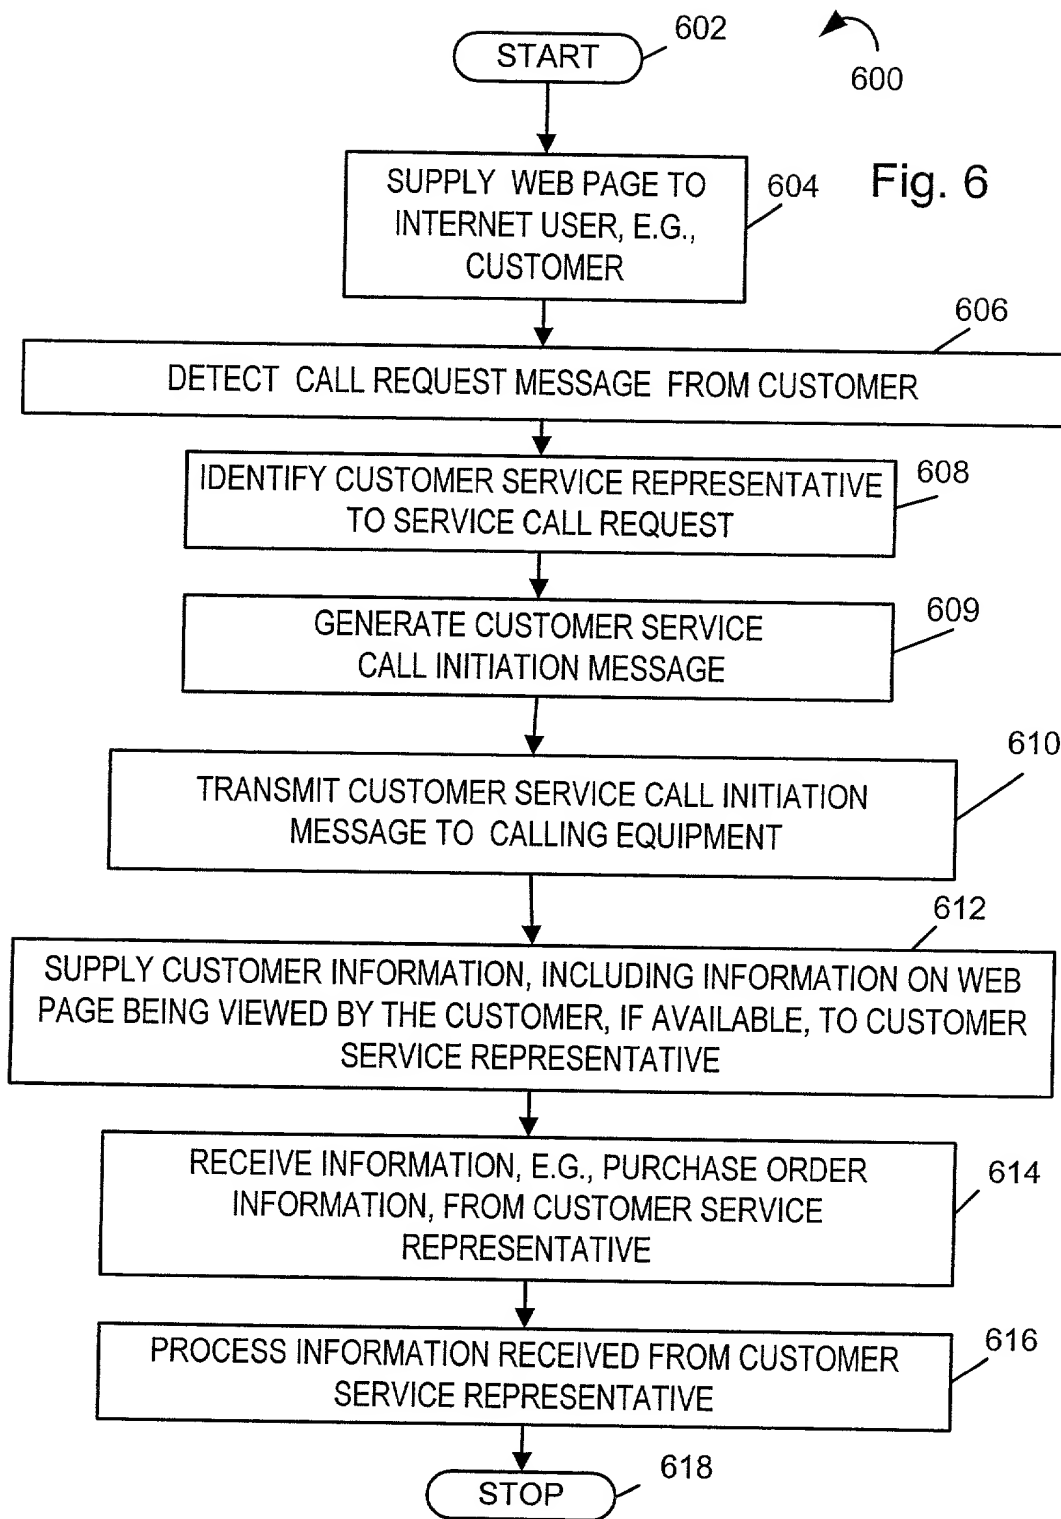 START
602
600
SUPPLY WEB PAGE TO
INTERNET USER, E.G.,
CUSTOMER
604
Fig. 6
606
DETECT CALL REQUEST MESSAGE FROM CUSTOMER
IDENTIFY CUSTOMER SERVICE REPRESENTATIVE
TO SERVICE CALL REQUEST
608
GENERATE CUSTOMER SERVICE
CALL INITIATION MESSAGE
609
TRANSMIT CUSTOMER SERVICE CALL INITIATION
MESSAGE TO CALLING EQUIPMENT
610
612
SUPPLY CUSTOMER INFORMATION, INCLUDING INFORMATION ON WEB
PAGE BEING VIEWED BY THE CUSTOMER, IF AVAILABLE, TO CUSTOMER
SERVICE REPRESENTATIVE
RECEIVE INFORMATION, E.G., PURCHASE ORDER
INFORMATION, FROM CUSTOMER SERVICE
REPRESENTATIVE
614
PROCESS INFORMATION RECEIVED FROM CUSTOMER
SERVICE REPRESENTATIVE
616
STOP
618